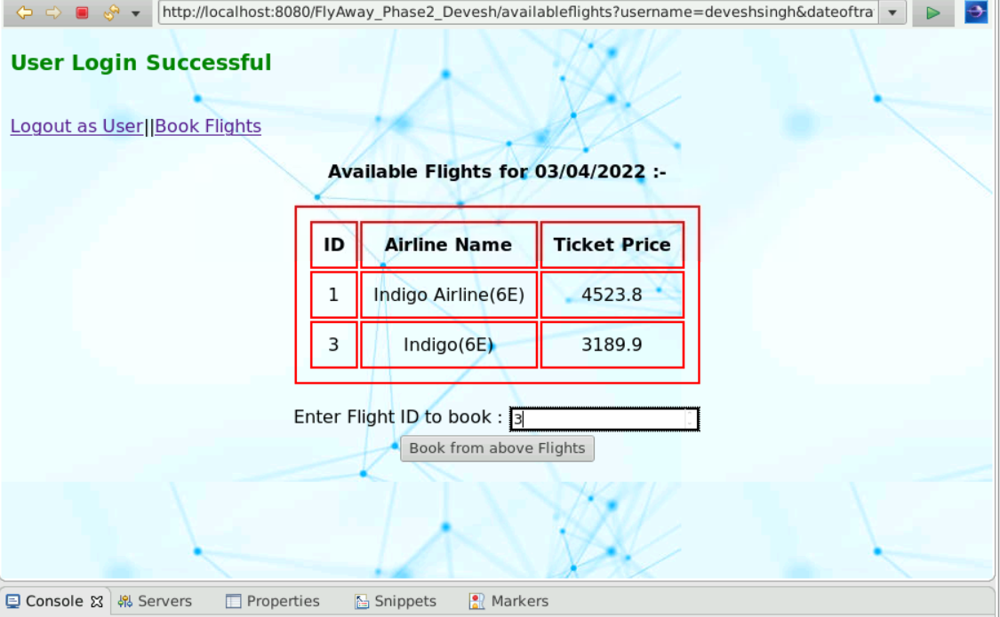 http://localhost:8080/FlyAway_Phase2_Devesh/availableflights?username=deveshsingh&dateoftra
User Login Successful
Logout as User||Book Flights
Available Flights for 03/04/2022 :-
ID Airline Name Ticket Price
1 Indigo Airline(6E) 4523.8
3 Indigo(6E) 3189.9
Enter Flight ID to book : 3
Book from above Flights
Console Servers Properties Snippets Markers